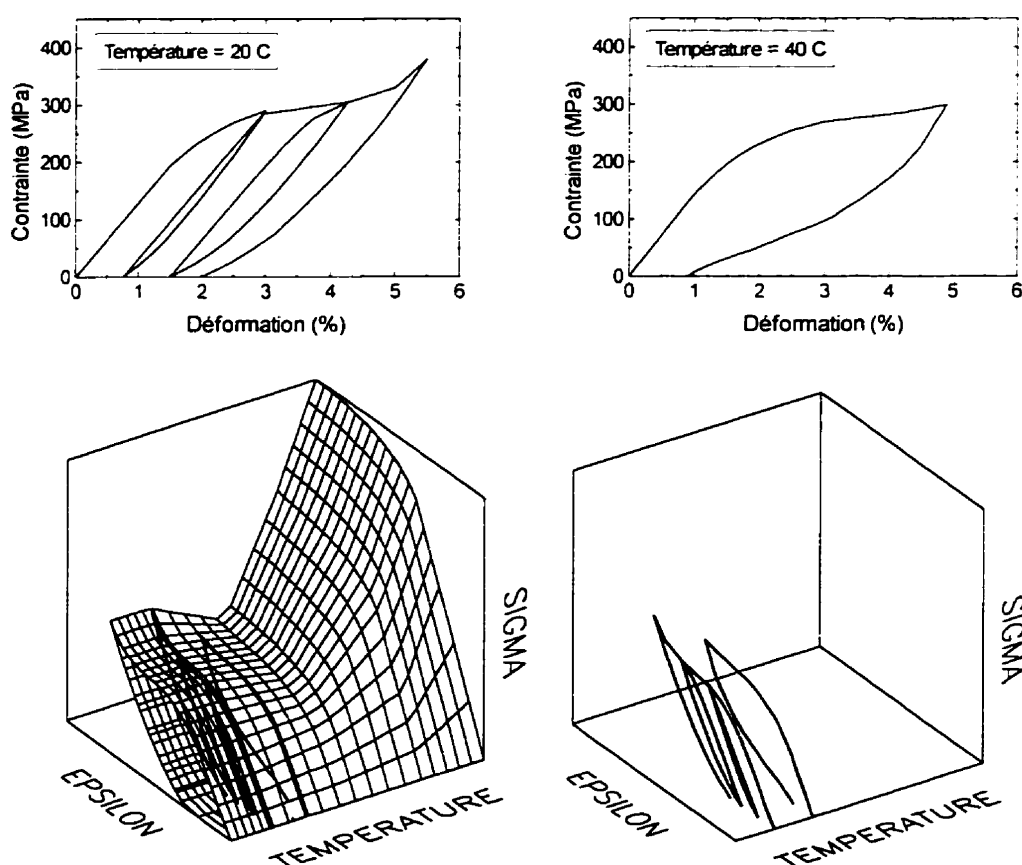 Température = 20 C
Contrainte (MPa)
400
300
200
100
0
0 1 2 3 4 5 6
Déformation (%)
Température = 40 C
Contrainte (MPa)
400
300
200
100
0
0 1 2 3 4 5 6
Déformation (%)
SIGMA
EPSILON
TEMPERATURE
SIGMA
EPSILON
TEMPERATURE